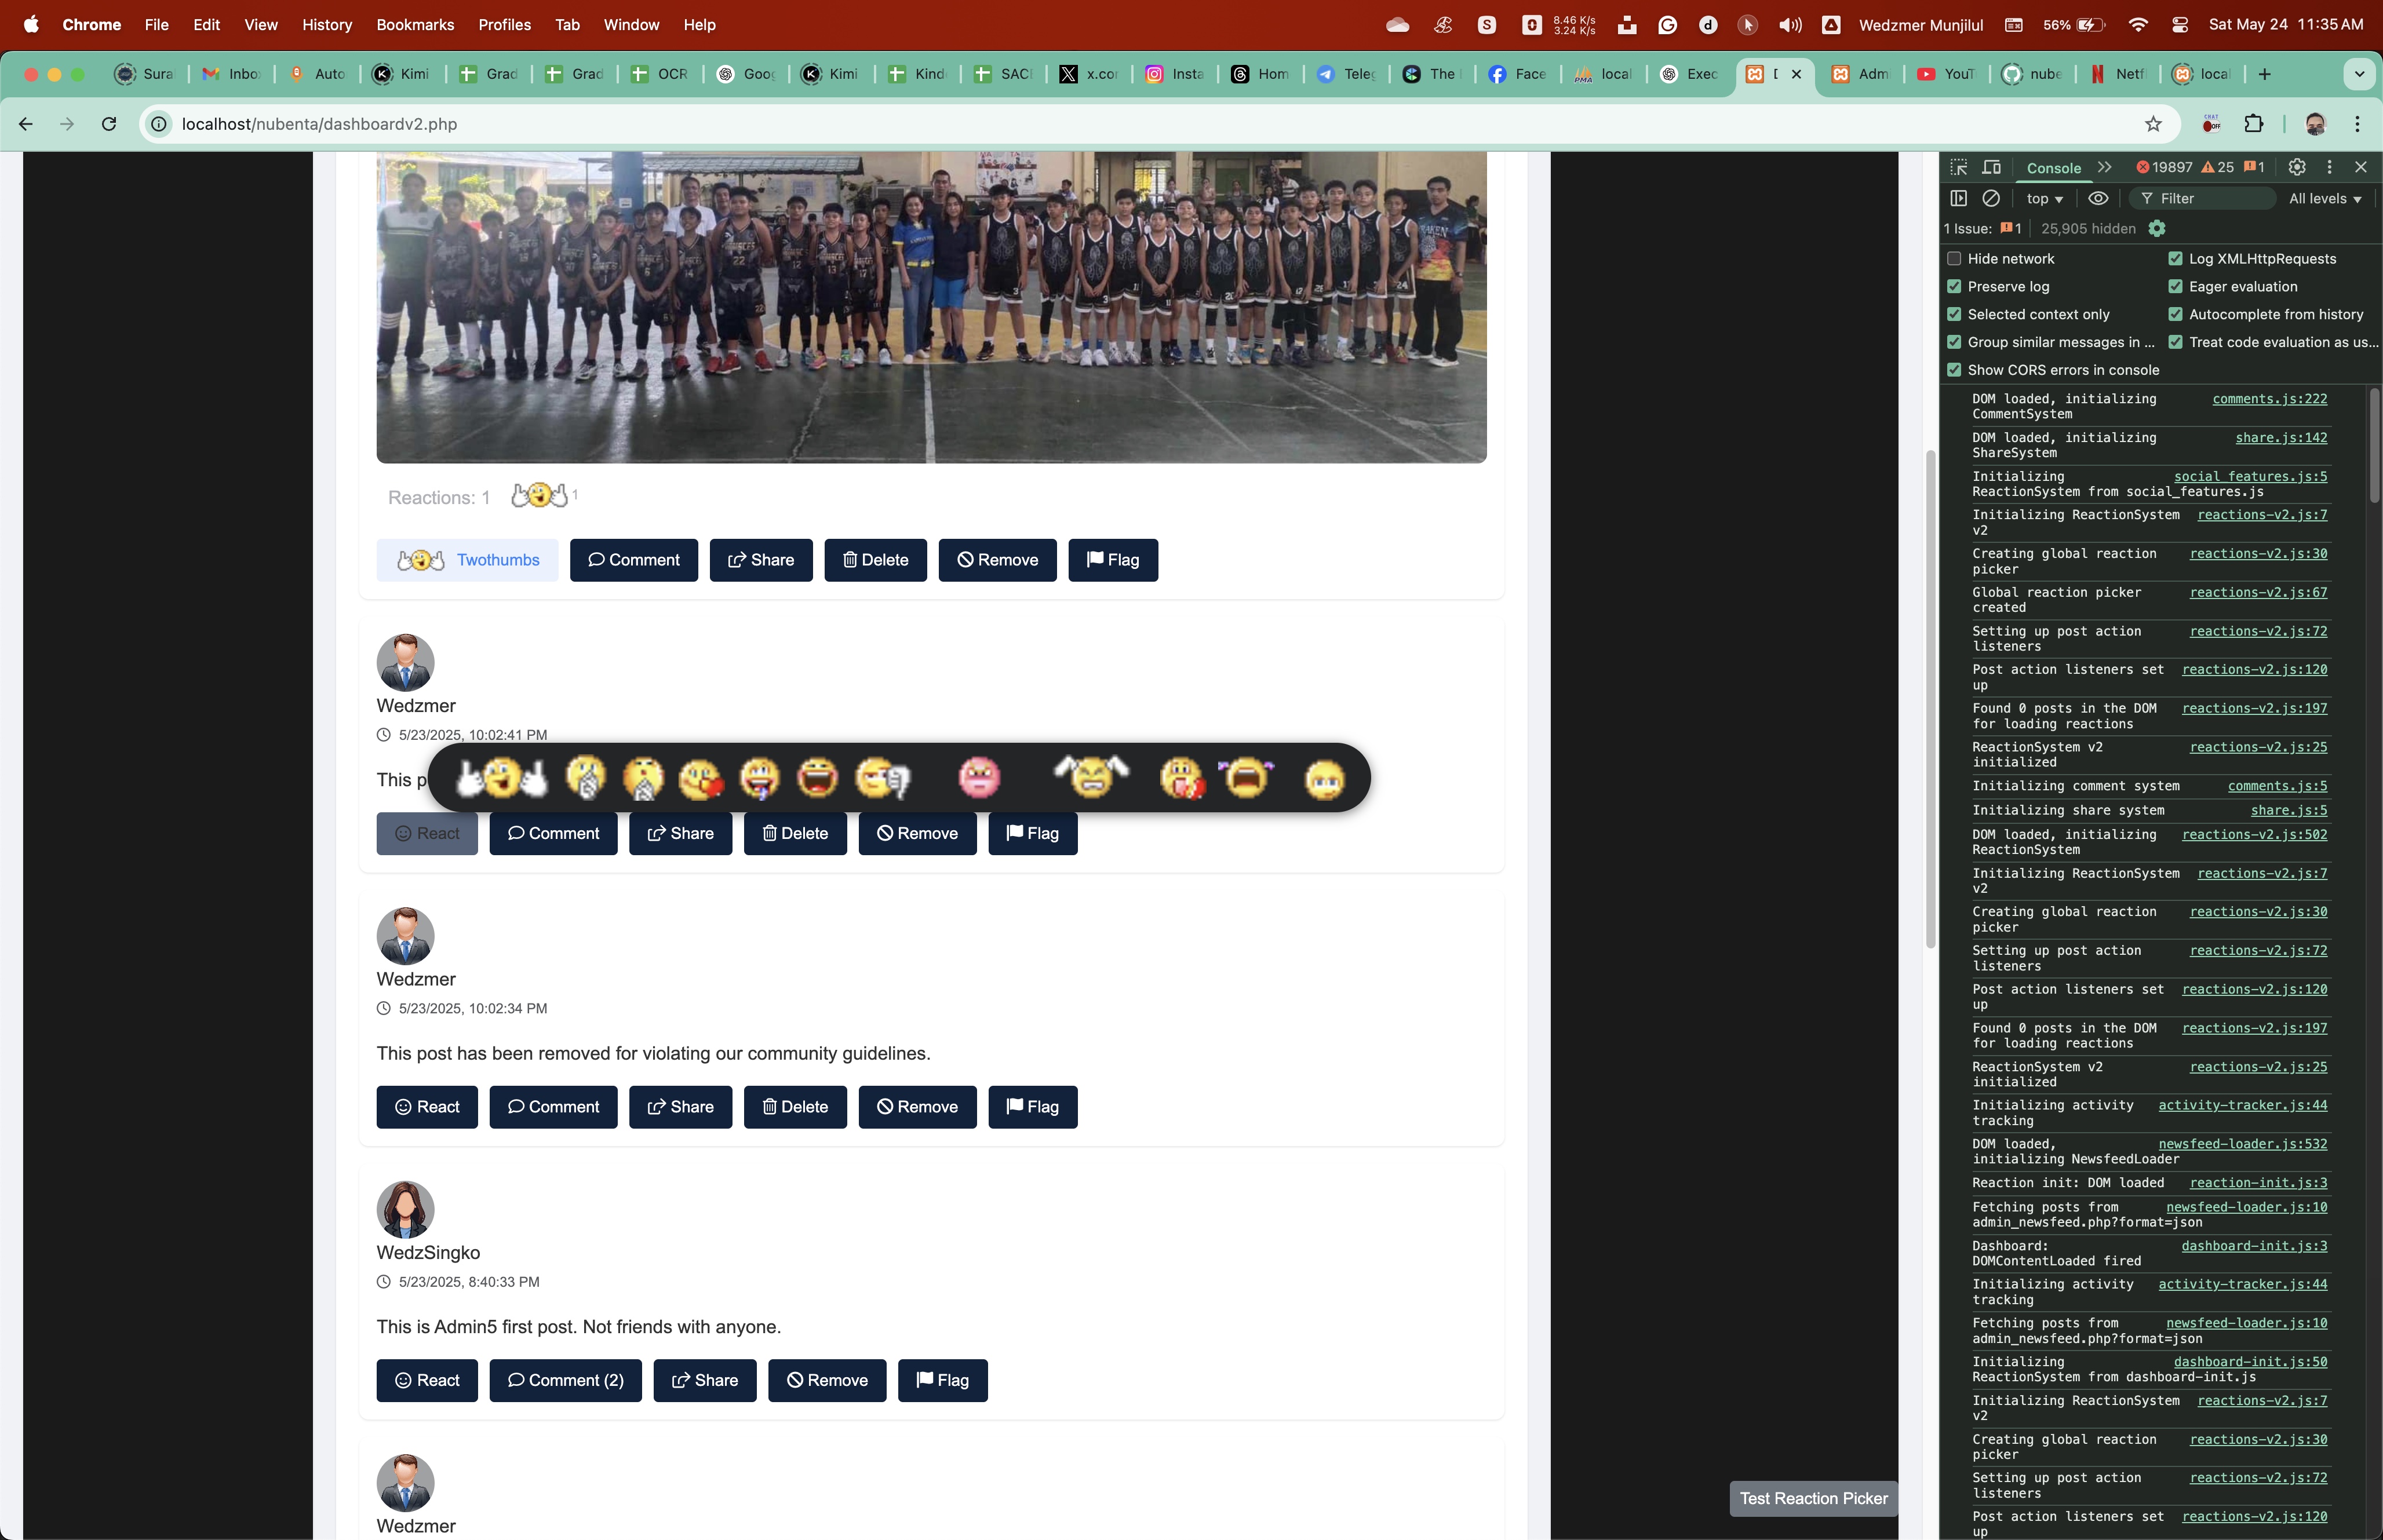 Chrome File Edit View History Bookmarks Profiles Tab Window Help
8.46 K/s
3.24 K/s
Wedzmer Munjilul 56% Sat May 24 11:35 AM
Sura Inbo Auto Kimi Grad Grad OCR Goog Kimi Kind SAC x.co Insta Hom Teleg The Face local Exec Adm YouT nube Netf loca
localhost/nubenta/dashboardv2.php
Reactions: 1 1
Twothumbs Comment Share Delete Remove Flag
Wedzmer
5/23/2025, 10:02:41 PM
This p
React Comment Share Delete Remove Flag
Wedzmer
5/23/2025, 10:02:34 PM
This post has been removed for violating our community guidelines.
React Comment Share Delete Remove Flag
WedzSingko
5/23/2025, 8:40:33 PM
This is Admin5 first post. Not friends with anyone.
React Comment (2) Share Remove Flag
Wedzmer
Test Reaction Picker
Console 19897 25 1
top Filter All levels
1 Issue: 1 25,905 hidden
Hide network Log XMLHttpRequests
Preserve log Eager evaluation
Selected context only Autocomplete from history
Group similar messages in ... Treat code evaluation as us...
Show CORS errors in console
DOM loaded, initializing comments.js:222
CommentSystem
DOM loaded, initializing share.js:142
ShareSystem
Initializing social_features.js:5
ReactionSystem from social_features.js
Initializing ReactionSystem reactions-v2.js:7
v2
Creating global reaction reactions-v2.js:30
picker
Global reaction picker reactions-v2.js:67
created
Setting up post action reactions-v2.js:72
listeners
Post action listeners set reactions-v2.js:120
up
Found 0 posts in the DOM reactions-v2.js:197
for loading reactions
ReactionSystem v2 reactions-v2.js:25
initialized
Initializing comment system comments.js:5
Initializing share system share.js:5
DOM loaded, initializing reactions-v2.js:502
ReactionSystem
Initializing ReactionSystem reactions-v2.js:7
v2
Creating global reaction reactions-v2.js:30
picker
Setting up post action reactions-v2.js:72
listeners
Post action listeners set reactions-v2.js:120
up
Found 0 posts in the DOM reactions-v2.js:197
for loading reactions
ReactionSystem v2 reactions-v2.js:25
initialized
Initializing activity activity-tracker.js:44
tracking
DOM loaded, newsfeed-loader.js:532
initializing NewsfeedLoader
Reaction init: DOM loaded reaction-init.js:3
Fetching posts from newsfeed-loader.js:10
admin_newsfeed.php?format=json
Dashboard: dashboard-init.js:3
DOMContentLoaded fired
Initializing activity activity-tracker.js:44
tracking
Fetching posts from newsfeed-loader.js:10
admin_newsfeed.php?format=json
Initializing dashboard-init.js:50
ReactionSystem from dashboard-init.js
Initializing ReactionSystem reactions-v2.js:7
v2
Creating global reaction reactions-v2.js:30
picker
Setting up post action reactions-v2.js:72
listeners
Post action listeners set reactions-v2.js:120
up